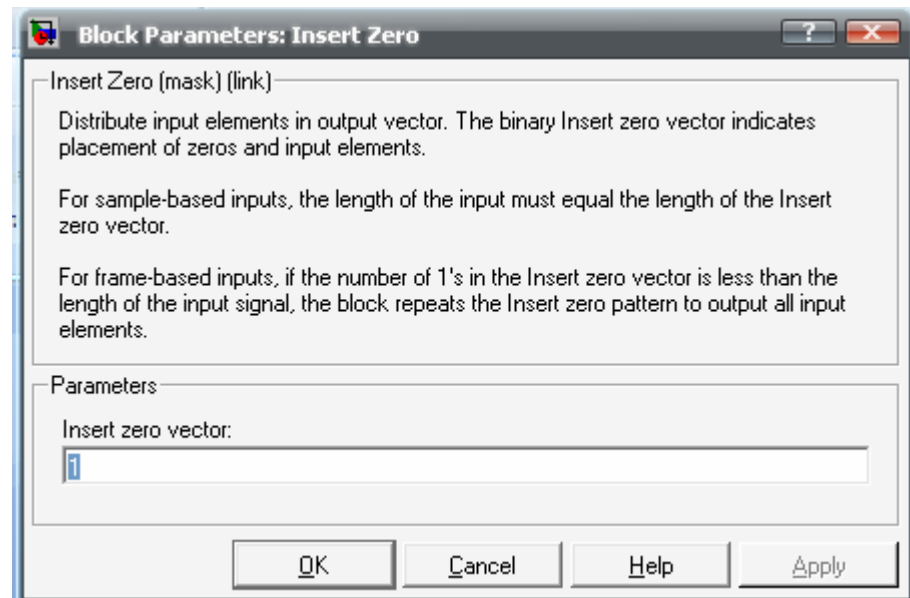 Block Parameters: Insert Zero
?
Insert Zero (mask) (link)
Distribute input elements in output vector. The binary Insert zero vector indicates
placement of zeros and input elements.
For sample-based inputs, the length of the input must equal the length of the Insert
zero vector.
For frame-based inputs, if the number of 1's in the Insert zero vector is less than the
length of the input signal, the block repeats the Insert zero pattern to output all input
elements.
Parameters
Insert zero vector:
1
OK Cancel Help Apply